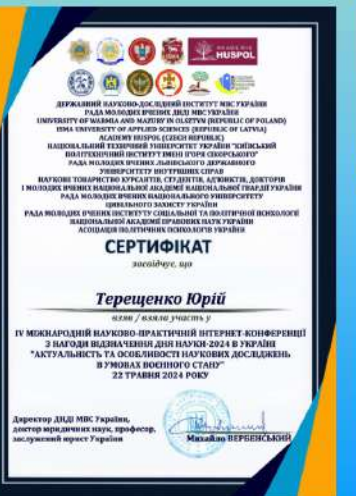 AKADEMIE
HUSPOL
ДЕРЖАВНИЙ НАУКОВО-ДОСЛІДНИЙ ІНСТИТУТ МВС УКРАЇНИ
РАДА МОЛОДИХ ВЧЕНИХ ДНДІ МВС УКРАЇНИ
UNIVERSITY OF WARMIA AND MAZURY IN OLSZTYN (REPUBLIC OF POLAND)
ISMA UNIVERSITY OF APPLIED SCIENCES (REPUBLIC OF LATVIA)
ACADEMY HUSPOL (CZECH REPUBLIC)
НАЦІОНАЛЬНИЙ ТЕХНІЧНИЙ УНІВЕРСИТЕТ УКРАЇНИ "КИЇВСЬКИЙ
ПОЛІТЕХНІЧНИЙ ІНСТИТУТ ІМЕНІ ІГОРЯ СІКОРСЬКОГО"
РАДА МОЛОДИХ ВЧЕНИХ ЛЬВІВСЬКОГО ДЕРЖАВНОГО
УНІВЕРСИТЕТУ ВНУТРІШНІХ СПРАВ
НАУКОВЕ ТОВАРИСТВО КУРСАНТІВ, СТУДЕНТІВ, АД'ЮНКТІВ, ДОКТОРІВ
І МОЛОДИХ ВЧЕНИХ НАЦІОНАЛЬНОЇ АКАДЕМІЇ НАЦІОНАЛЬНОЇ ГВАРДІЇ УКРАЇНИ
РАДА МОЛОДИХ ВЧЕНИХ НАЦІОНАЛЬНОГО УНІВЕРСИТЕТУ
ЦИВІЛЬНОГО ЗАХИСТУ УКРАЇНИ
РАДА МОЛОДИХ ВЧЕНИХ ІНСТИТУТУ СОЦІАЛЬНОЇ ТА ПОЛІТИЧНОЇ ПСИХОЛОГІЇ
НАЦІОНАЛЬНОЇ АКАДЕМІЇ ПРАВОВИХ НАУК УКРАЇНИ
АСОЦІАЦІЯ ПОЛІТИЧНИХ ПСИХОЛОГІВ УКРАЇНИ
СЕРТИФІКАТ
засвідчує, що
Терещенко Юрій
взяв / взяла участь у
IV МІЖНАРОДНІЙ НАУКОВО-ПРАКТИЧНІЙ ІНТЕРНЕТ-КОНФЕРЕНЦІЇ
З НАГОДИ ВІДЗНАЧЕННЯ ДНЯ НАУКИ-2024 В УКРАЇНІ
"АКТУАЛЬНІСТЬ ТА ОСОБЛИВОСТІ НАУКОВИХ ДОСЛІДЖЕНЬ
В УМОВАХ ВОЄННОГО СТАНУ"
22 ТРАВНЯ 2024 РОКУ
Директор ДНДІ МВС України,
доктор юридичних наук, професор,
заслужений юрист України
Михайло ВЕРБЕНСЬКИЙ